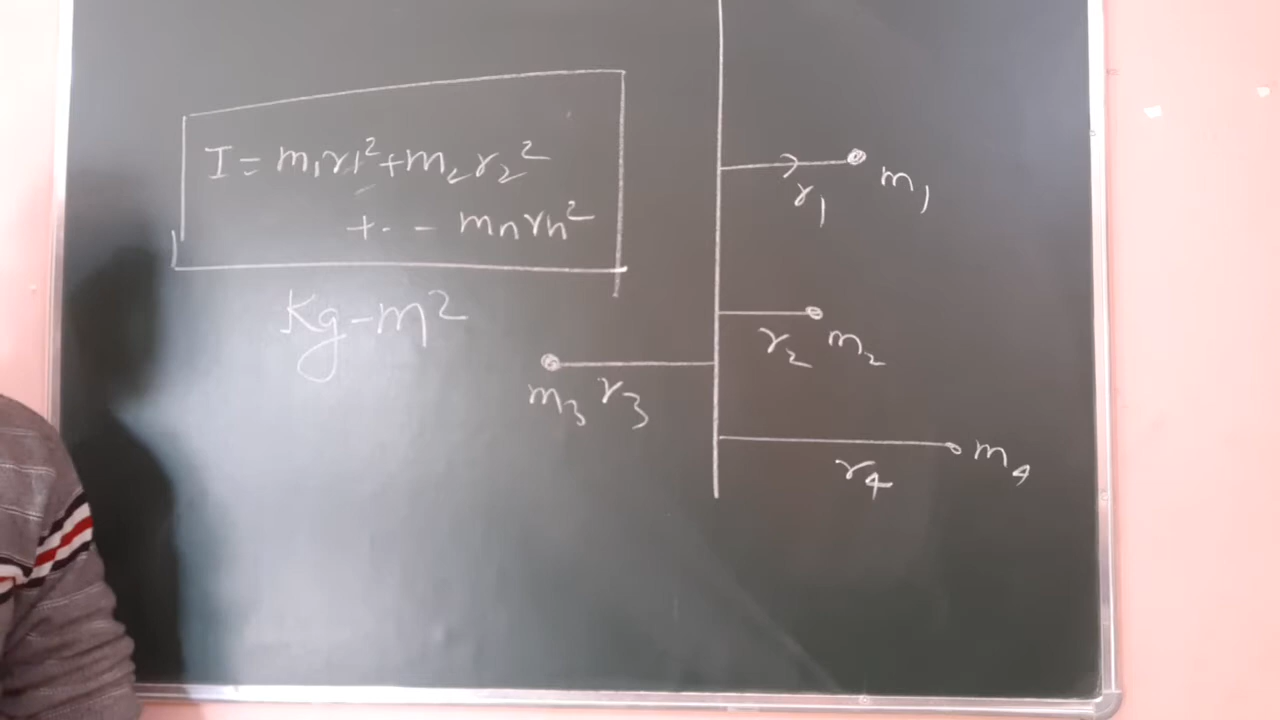 I = m₁r₁² + m₂r₂²
+ - - mₙrₙ²
Kg - m²
r₁ m₁
r₂ m₂
m₃ r₃
r₄ m₄